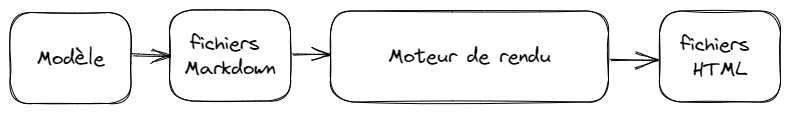 Modèle
fichiers
Markdown
Moteur de rendu
fichiers
HTML